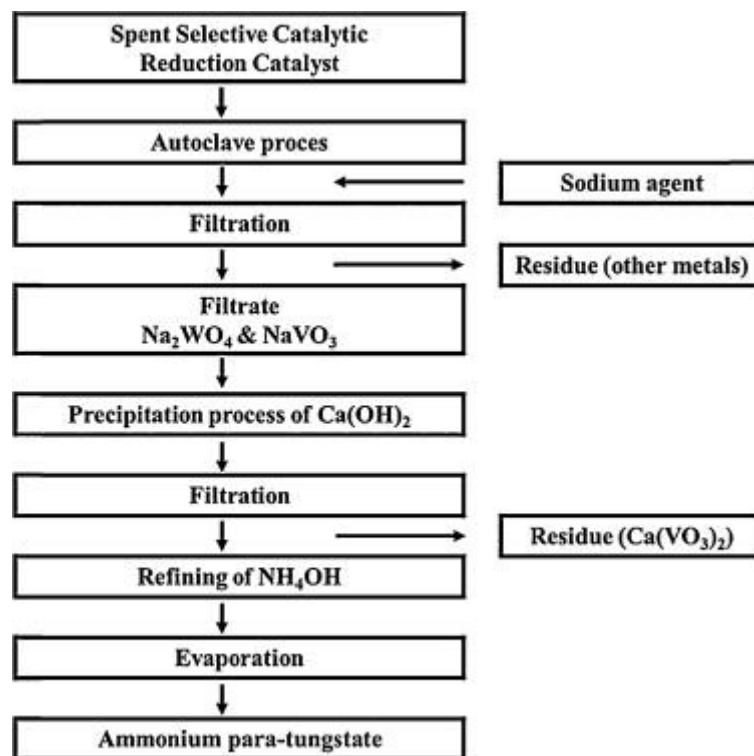 Spent Selective Catalytic
Reduction Catalyst
Autoclave proces
Sodium agent
Filtration
Residue (other metals)
Filtrate
Na₂WO₄ & NaVO₃
Precipitation process of Ca(OH)₂
Filtration
Residue (Ca(VO₃)₂)
Refining of NH₄OH
Evaporation
Ammonium para-tungstate